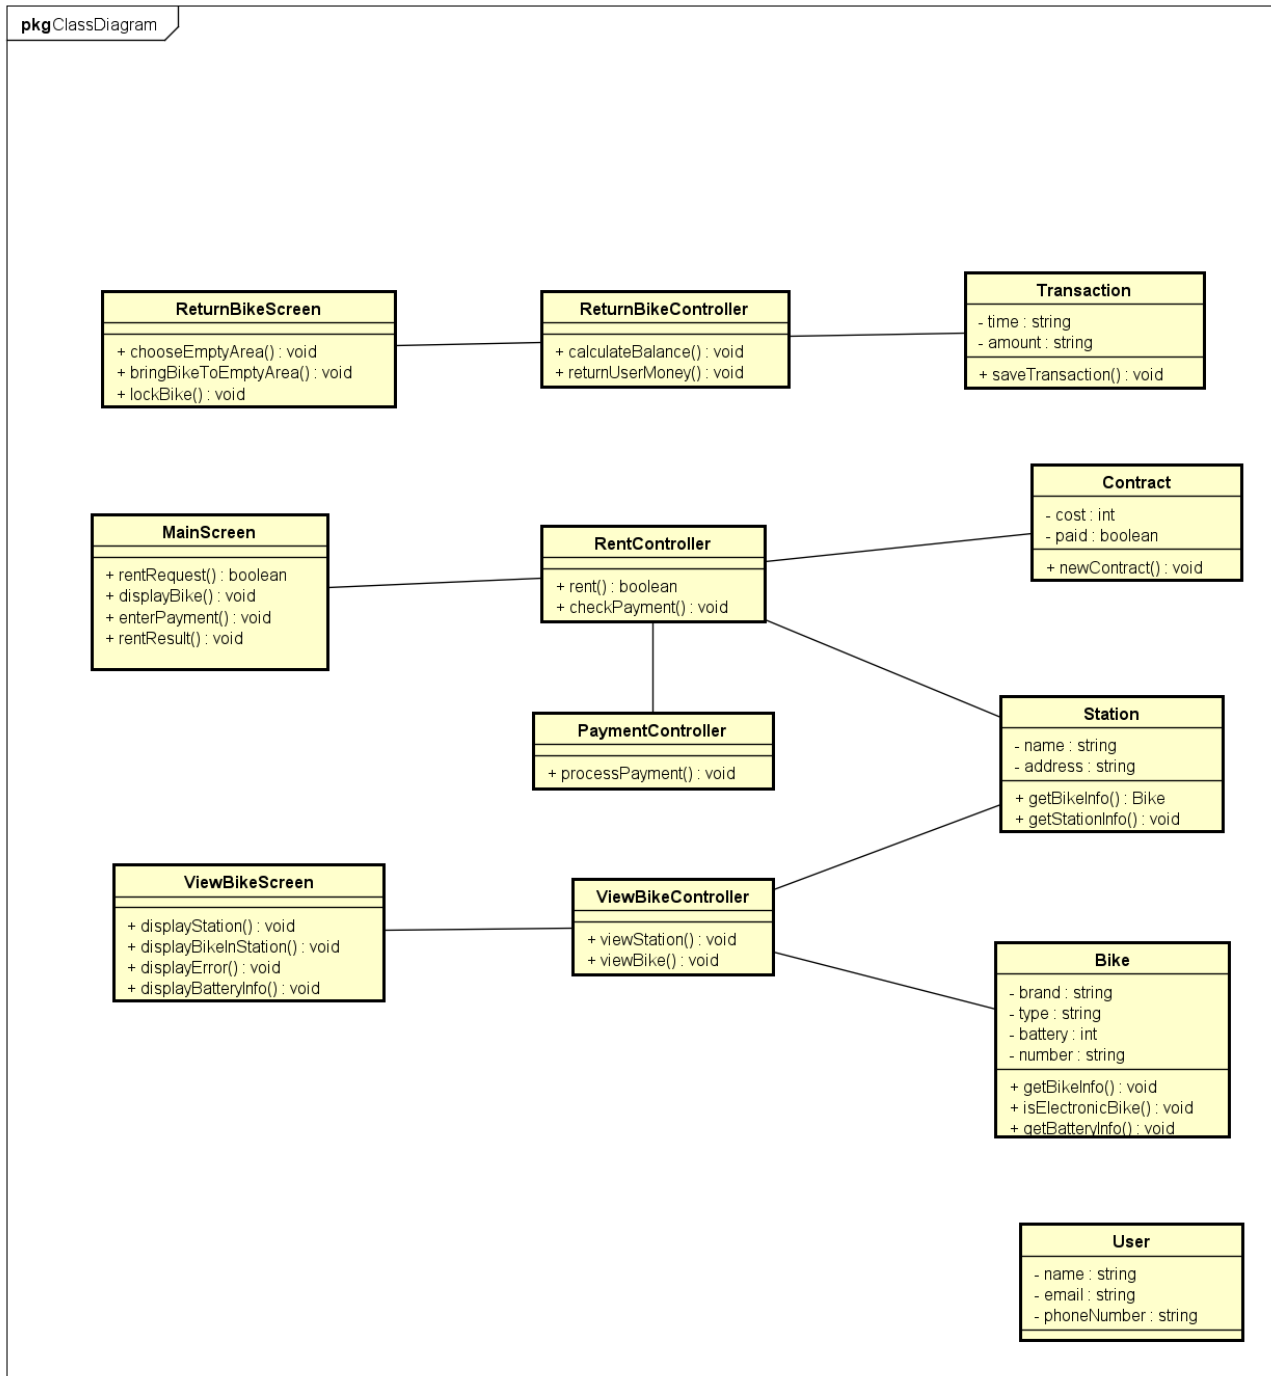 pkg ClassDiagram
ReturnBikeScreen
+ chooseEmptyArea() : void
+ bringBikeToEmptyArea() : void
+ lockBike() : void
ReturnBikeController
+ calculateBalance() : void
+ returnUserMoney() : void
Transaction
- time : string
- amount : string
+ saveTransaction() : void
MainScreen
+ rentRequest() : boolean
+ displayBike() : void
+ enterPayment() : void
+ rentResult() : void
RentController
+ rent() : boolean
+ checkPayment() : void
Contract
- cost : int
- paid : boolean
+ newContract() : void
PaymentController
+ processPayment() : void
Station
- name : string
- address : string
+ getBikeInfo() : Bike
+ getStationInfo() : void
ViewBikeScreen
+ displayStation() : void
+ displayBikeInStation() : void
+ displayError() : void
+ displayBatteryInfo() : void
ViewBikeController
+ viewStation() : void
+ viewBike() : void
Bike
- brand : string
- type : string
- battery : int
- number : string
+ getBikeInfo() : void
+ isElectronicBike() : void
+ getBatteryInfo() : void
User
- name : string
- email : string
- phoneNumber : string